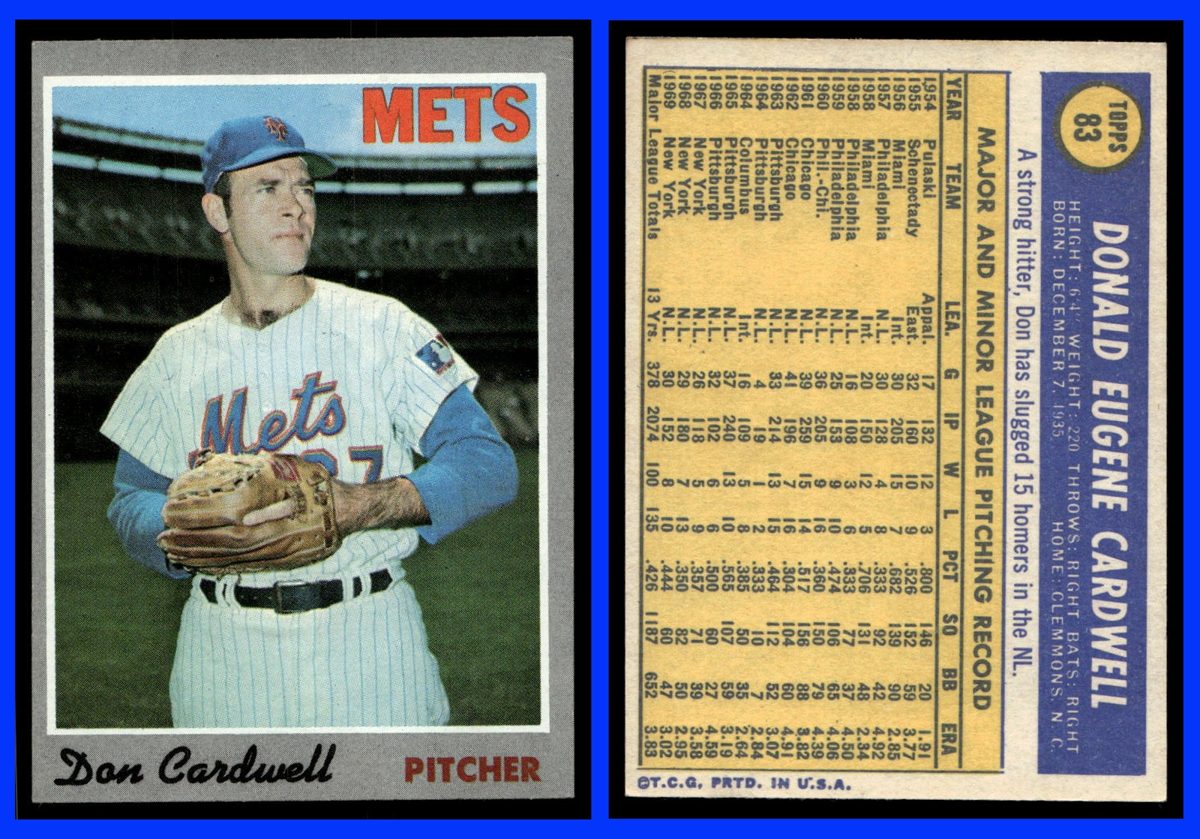 METS
Mets
27
Don Cardwell
PITCHER
TOPPS
83
DONALD EUGENE CARDWELL
HEIGHT: 6'4" WEIGHT: 220 THROWS: RIGHT BATS: RIGHT
BORN: DECEMBER 7, 1935 HOME: CLEMMONS, N.C.
A strong hitter, Don has slugged 15 homers in the NL.
MAJOR AND MINOR LEAGUE PITCHING RECORD
YEAR TEAM LEA. G IP W L PCT SO BB ERA
1954 Pulaski Appal. 17 132 12 3 .800 146 20 1.91
1955 Schenectady East. 32 160 10 9 .526 152 59 3.77
1956 Miami Int. 30 205 15 7 .682 139 90 2.85
1957 Philadelphia N.L. 30 128 4 8 .333 92 42 4.92
1958 Miami Int. 20 150 12 5 .706 131 48 2.34
1958 Philadelphia N.L. 16 108 3 6 .333 77 37 4.50
1959 Philadelphia N.L. 25 153 9 10 .474 106 65 4.06
1960 Phil.-Chi. N.L. 36 205 9 16 .360 150 79 4.39
1961 Chicago N.L. 39 259 15 14 .517 156 88 3.82
1962 Chicago N.L. 41 196 7 16 .304 104 60 4.91
1963 Pittsburgh N.L. 33 214 13 15 .464 112 52 3.07
1964 Pittsburgh N.L. 4 19 1 2 .333 10 7 2.84
1964 Columbus Int. 16 109 5 8 .385 50 35 2.64
1965 Pittsburgh N.L. 37 240 13 10 .565 107 59 3.19
1966 Pittsburgh N.L. 32 102 6 6 .500 60 27 4.59
1967 New York N.L. 26 118 5 9 .357 71 39 3.58
1968 New York N.L. 29 180 7 13 .350 82 50 2.95
1969 New York N.L. 30 152 8 10 .444 60 47 3.02
Major League Totals 13 Yrs. 378 2074 100 135 .426 1187 652 3.83
©T.C.G. PRTD. IN U.S.A.